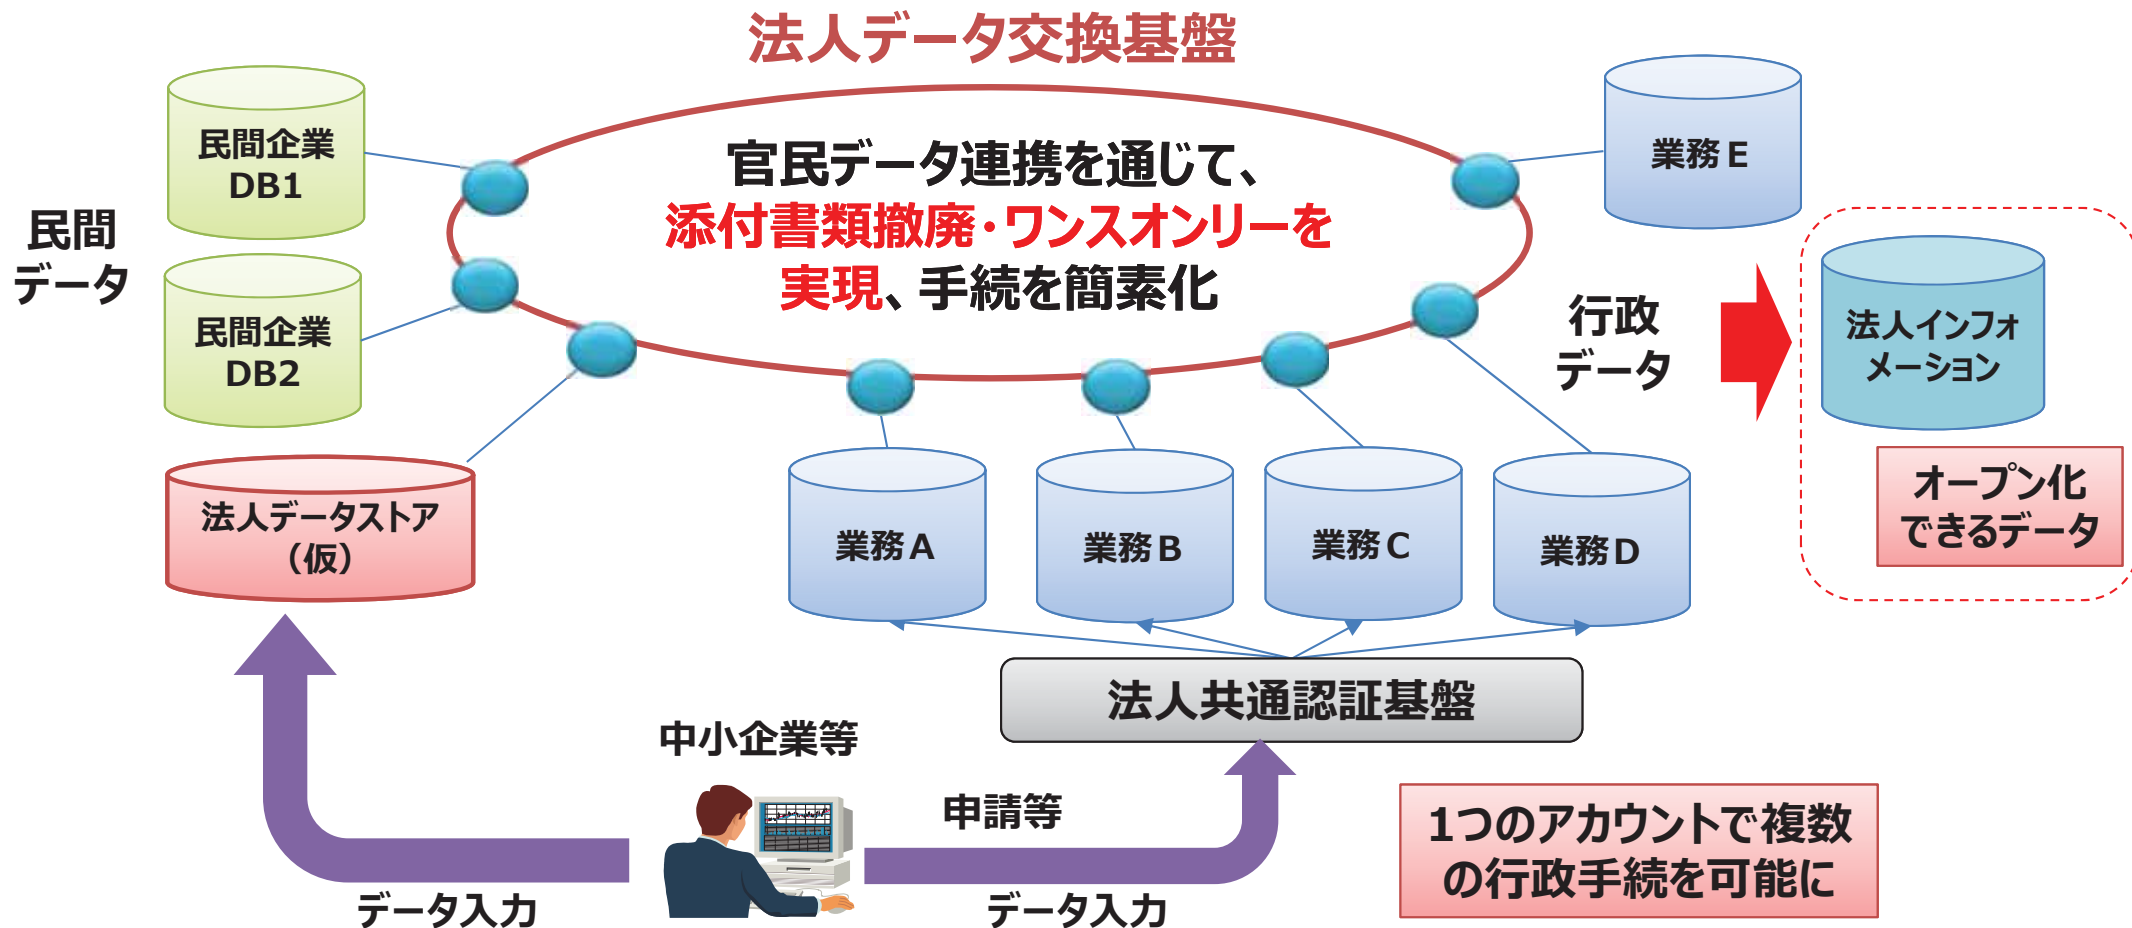 法人データ交換基盤
民間企業
DB1
官民データ連携を通じて、
添付書類撤廃・ワンスオンリーを
実現、手続を簡素化
業務E
民間
データ
民間企業
DB2
行政
データ
法人インフォ
メーション
オープン化
できるデータ
法人データストア
（仮）
業務A
業務B
業務C
業務D
法人共通認証基盤
中小企業等
申請等
データ入力
データ入力
1つのアカウントで複数
の行政手続を可能に